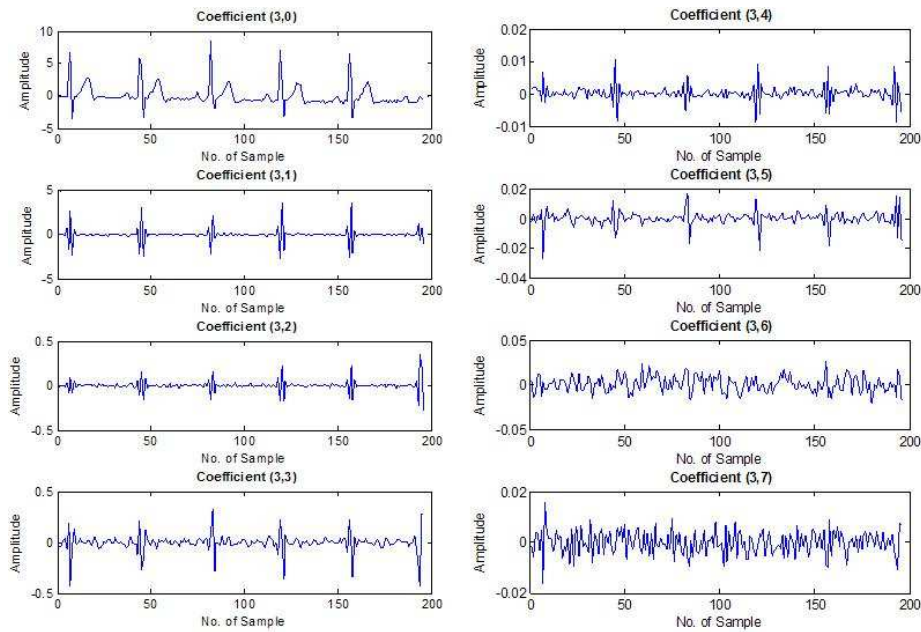 Coefficient (3,0)
10
5
0
-5
Amplitude
0 50 100 150 200
No. of Sample
Coefficient (3,1)
5
0
-5
Amplitude
0 50 100 150 200
No. of Sample
Coefficient (3,2)
0.5
0
-0.5
Amplitude
0 50 100 150 200
No. of Sample
Coefficient (3,3)
0.5
0
-0.5
Amplitude
0 50 100 150 200
No. of Sample
Coefficient (3,4)
0.02
0.01
0
-0.01
Amplitude
0 50 100 150 200
No. of Sample
Coefficient (3,5)
0.02
0
-0.02
-0.04
Amplitude
0 50 100 150 200
No. of Sample
Coefficient (3,6)
0.05
0
-0.05
Amplitude
0 50 100 150 200
No. of Sample
Coefficient (3,7)
0.02
0
-0.02
Amplitude
0 50 100 150 200
No. of Sample